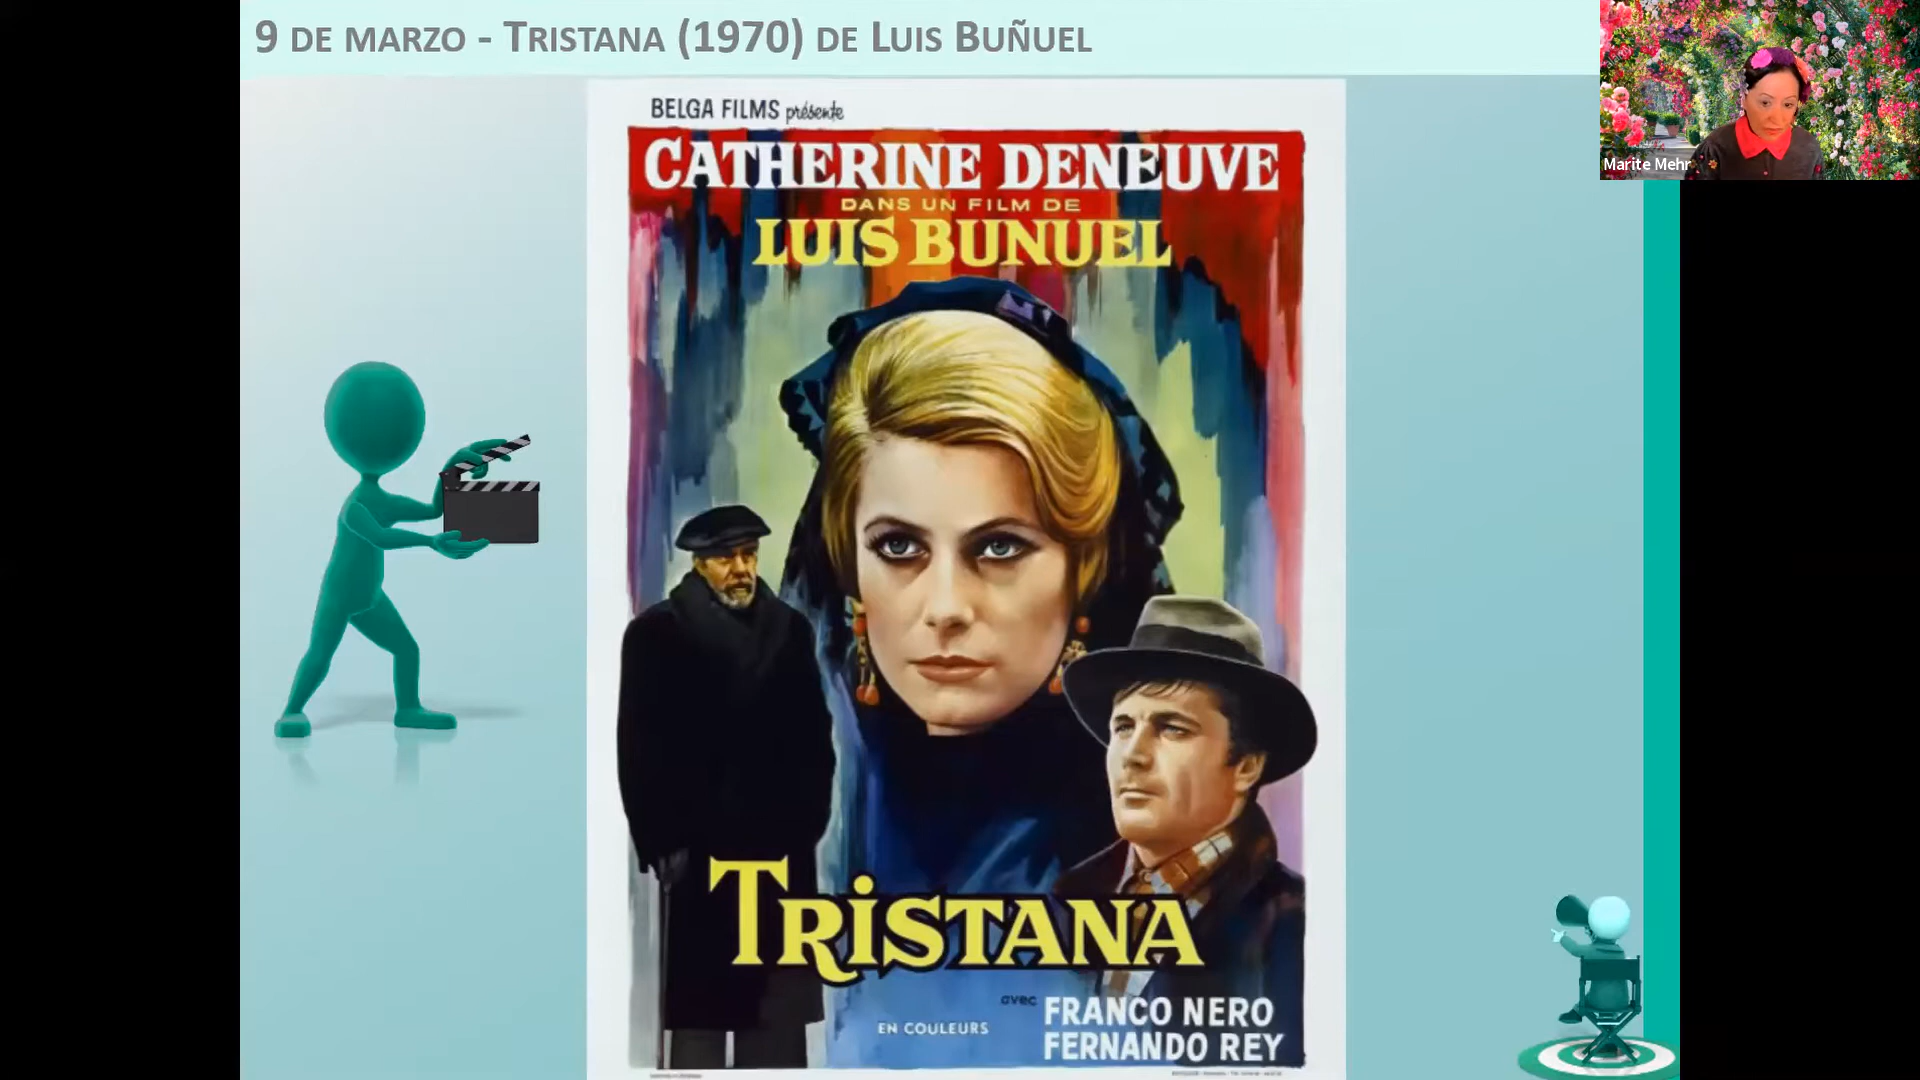 9 DE MARZO - TRISTANA (1970) DE LUIS BUÑUEL
Marite Mehr
BELGA FILMS présente
CATHERINE DENEUVE
DANS UN FILM DE
LUIS BUNUEL
TRiSTANA
avec FRANCO NERO
EN COULEURS
FERNANDO REY